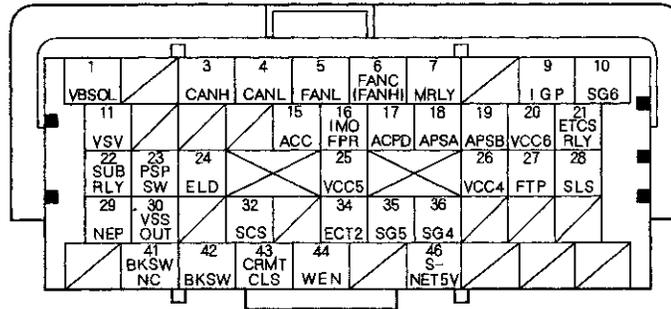 1 3 4 5 6 7 9 10
VBSOL CANH CANL FANL FANC (FANH) MRLY IGP SG6
11 15 16 17 18 19 20 21
VSV ACC IMO FPR ACPD APSA APSB VCC6 ETCS RLY
22 23 24 25 26 27 28
SUB RLY PSP SW ELD VCC5 VCC4 FTP SLS
29 30 32 34 35 36
NEP VSS OUT SCS ECT2 SG5 SG4
41 42 43 44 46
BKSW NC BKSW CRMT CLS WEN S- NET5V